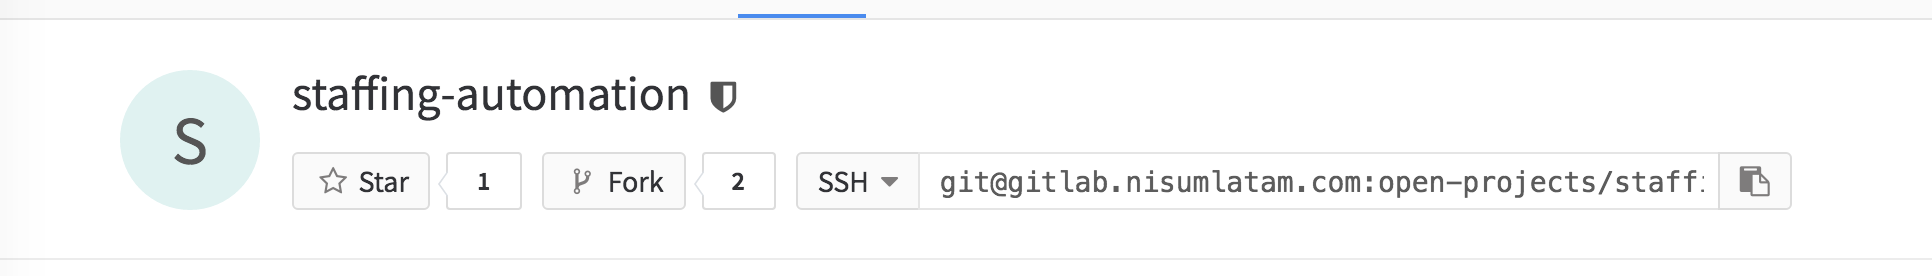 staffing-automation
S
Star 1 Fork 2 SSH git@gitlab.nisumlatam.com:open-projects/staff